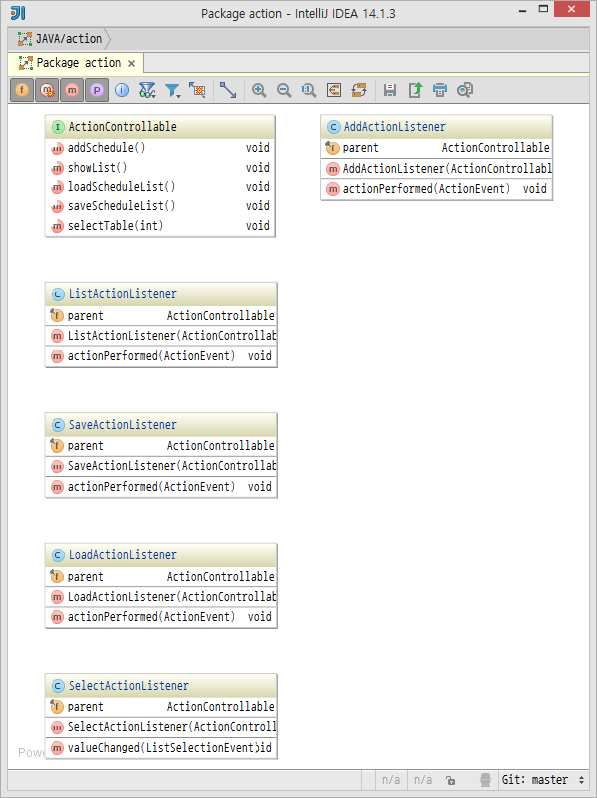 Package action - IntelliJ IDEA 14.1.3
JAVA/action
Package action
ActionControllable
addSchedule() void
showList() void
loadScheduleList() void
saveScheduleList() void
selectTable(int) void
AddActionListener
parent ActionControllable
AddActionListener(ActionControllabl
actionPerformed(ActionEvent) void
ListActionListener
parent ActionControllable
ListActionListener(ActionControllab
actionPerformed(ActionEvent) void
SaveActionListener
parent ActionControllable
SaveActionListener(ActionControllab
actionPerformed(ActionEvent) void
LoadActionListener
parent ActionControllable
LoadActionListener(ActionControllab
actionPerformed(ActionEvent) void
SelectActionListener
parent ActionControllable
SelectActionListener(ActionControll
valueChanged(ListSelectionEvent)id
Powe
n/a n/a Git: master